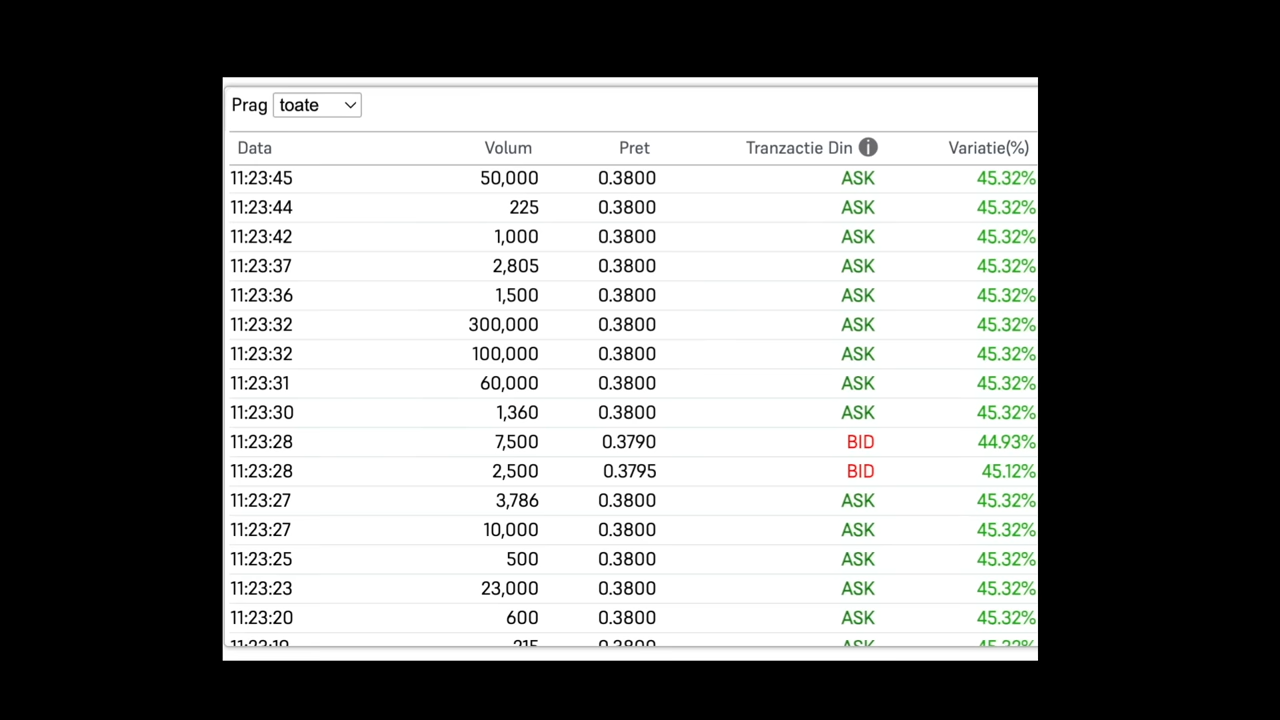 Prag toate
Data Volum Pret Tranzactie Din i Variatie(%)
11:23:45 50,000 0.3800 ASK 45.32%
11:23:44 225 0.3800 ASK 45.32%
11:23:42 1,000 0.3800 ASK 45.32%
11:23:37 2,805 0.3800 ASK 45.32%
11:23:36 1,500 0.3800 ASK 45.32%
11:23:32 300,000 0.3800 ASK 45.32%
11:23:32 100,000 0.3800 ASK 45.32%
11:23:31 60,000 0.3800 ASK 45.32%
11:23:30 1,360 0.3800 ASK 45.32%
11:23:28 7,500 0.3790 BID 44.93%
11:23:28 2,500 0.3795 BID 45.12%
11:23:27 3,786 0.3800 ASK 45.32%
11:23:27 10,000 0.3800 ASK 45.32%
11:23:25 500 0.3800 ASK 45.32%
11:23:23 23,000 0.3800 ASK 45.32%
11:23:20 600 0.3800 ASK 45.32%